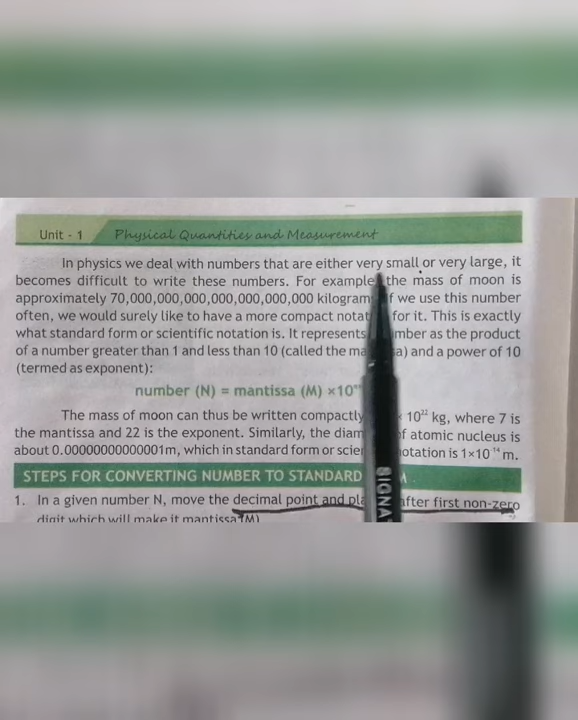 Unit - 1 Physical Quantities and Measurement
In physics we deal with numbers that are either very small or very large, it
becomes difficult to write these numbers. For example the mass of moon is
approximately 70,000,000,000,000,000,000,000 kilogram f we use this number
often, we would surely like to have a more compact notat for it. This is exactly
what standard form or scientific notation is. It represents mber as the product
of a number greater than 1 and less than 10 (called the ma a) and a power of 10
(termed as exponent):
number (N) = mantissa (M) ×10
The mass of moon can thus be written compactly 10²² kg, where 7 is
the mantissa and 22 is the exponent. Similarly, the diam f atomic nucleus is
about 0.00000000000001m, which in standard form or scie otation is 1×10⁻¹⁴ m.
STEPS FOR CONVERTING NUMBER TO STANDARD M
1. In a given number N, move the decimal point and pla after first non-zero
digit which will make it mantissa (M)
SIGNA